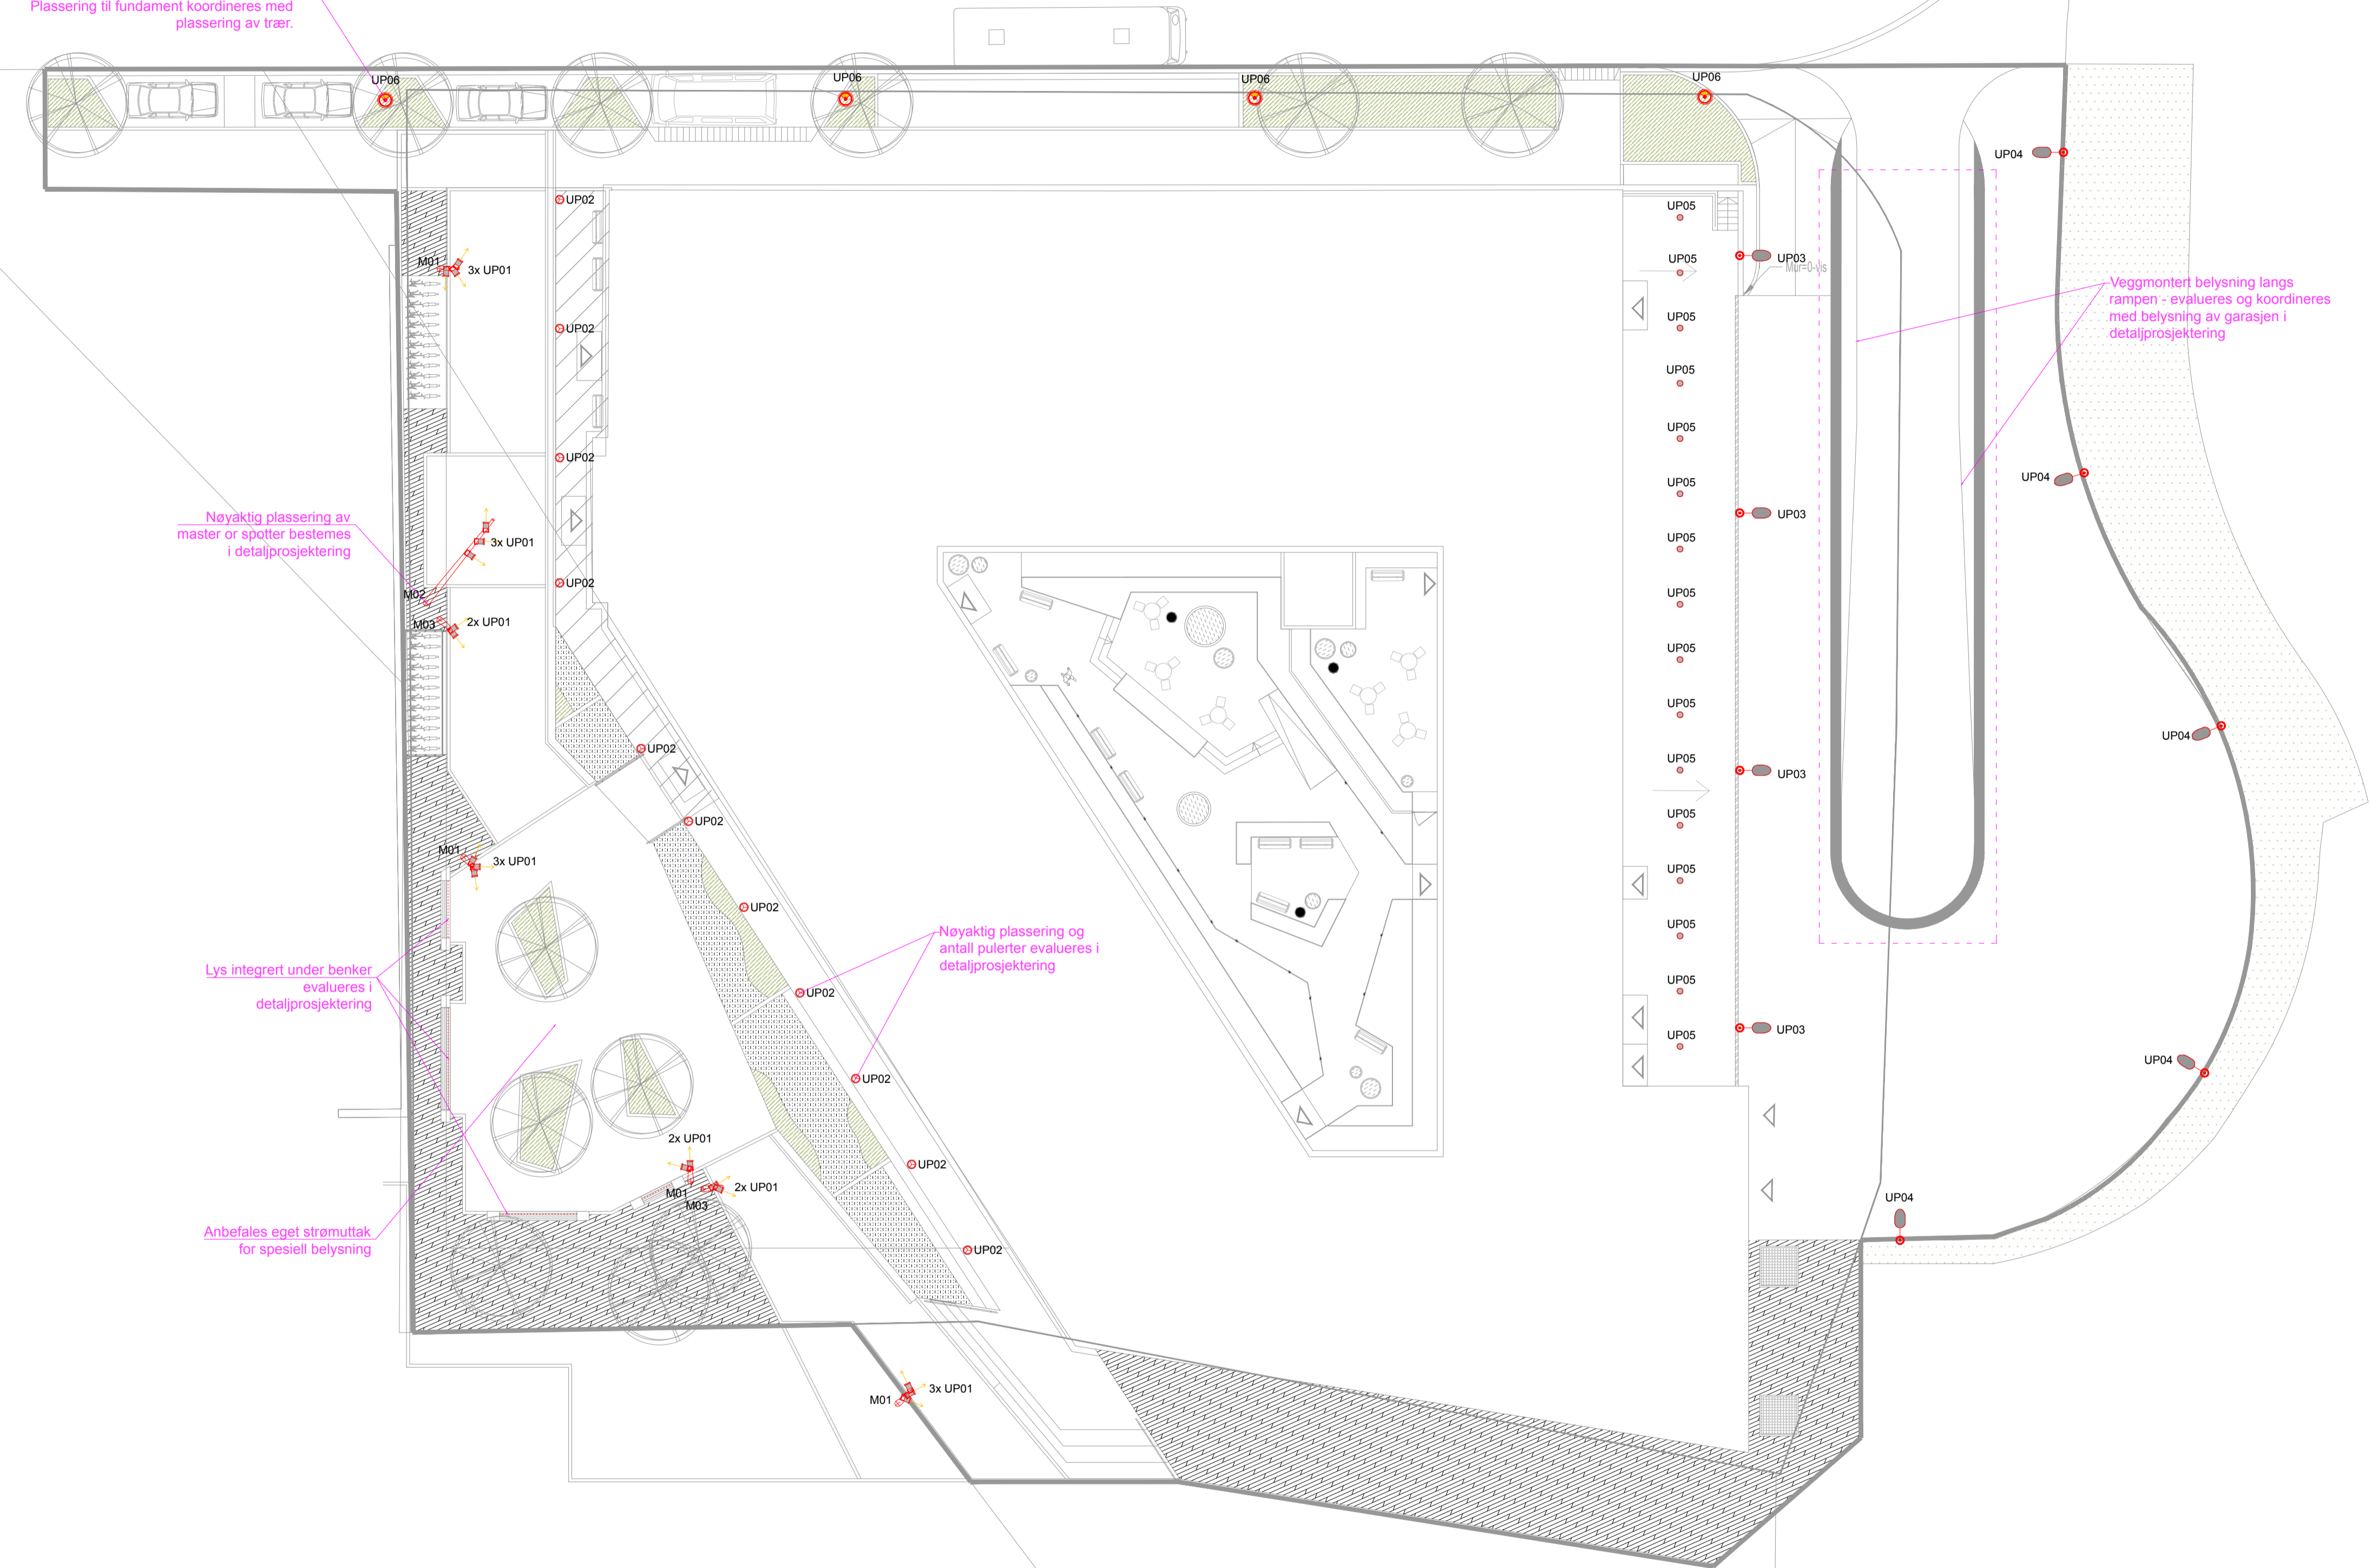 Plassering til fundament koordineres med
plassering av trær.
UP06
UP06
UP06
UP06
UP04
UP02
UP05
UP05
UP03
Mur=0-vis
M01
3x UP01
Veggmontert belysning langs
rampen - evalueres og koordineres
med belysning av garasjen i
detaljprosjektering
UP02
UP05
UP05
UP05
UP02
UP04
UP05
Nøyaktig plassering av
master or spotter bestemes
i detaljprosjektering
UP03
3x UP01
UP05
UP02
M02
UP05
M03
2x UP01
UP05
UP05
UP04
UP02
UP05
UP03
UP02
UP05
M01
3x UP01
UP05
UP02
UP05
Nøyaktig plassering og
antall pulerter evalueres i
detaljprosjektering
Lys integrert under benker
evalueres i
detaljprosjektering
UP02
UP05
UP03
UP05
UP04
UP02
2x UP01
UP02
M01
2x UP01
M03
UP04
Anbefales eget strømuttak
for spesiell belysning
UP02
M01
3x UP01